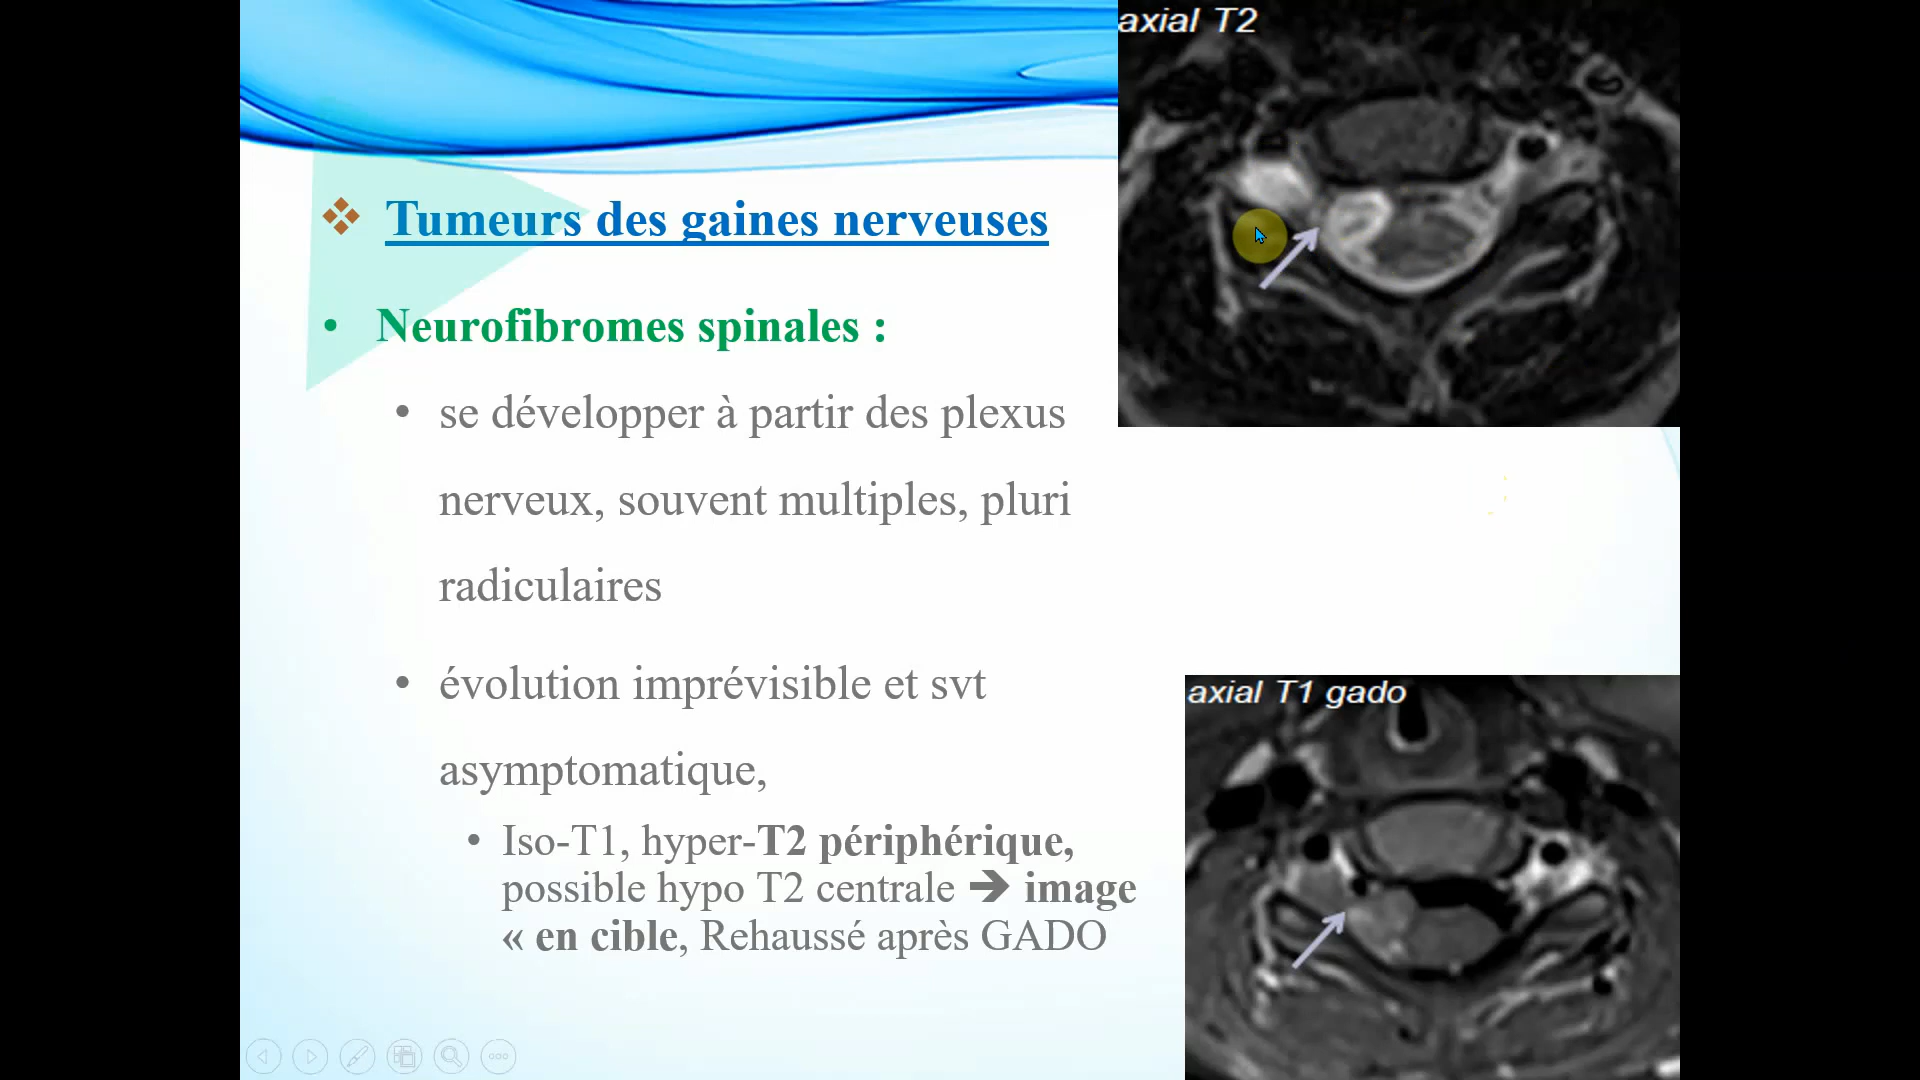 axial T2
Tumeurs des gaines nerveuses
Neurofibromes spinales :
se développer à partir des plexus
nerveux, souvent multiples, pluri
radiculaires
évolution imprévisible et svt
asymptomatique,
Iso-T1, hyper-T2 périphérique,
possible hypo T2 centrale ➔ image
« en cible, Rehaussé après GADO
axial T1 gado